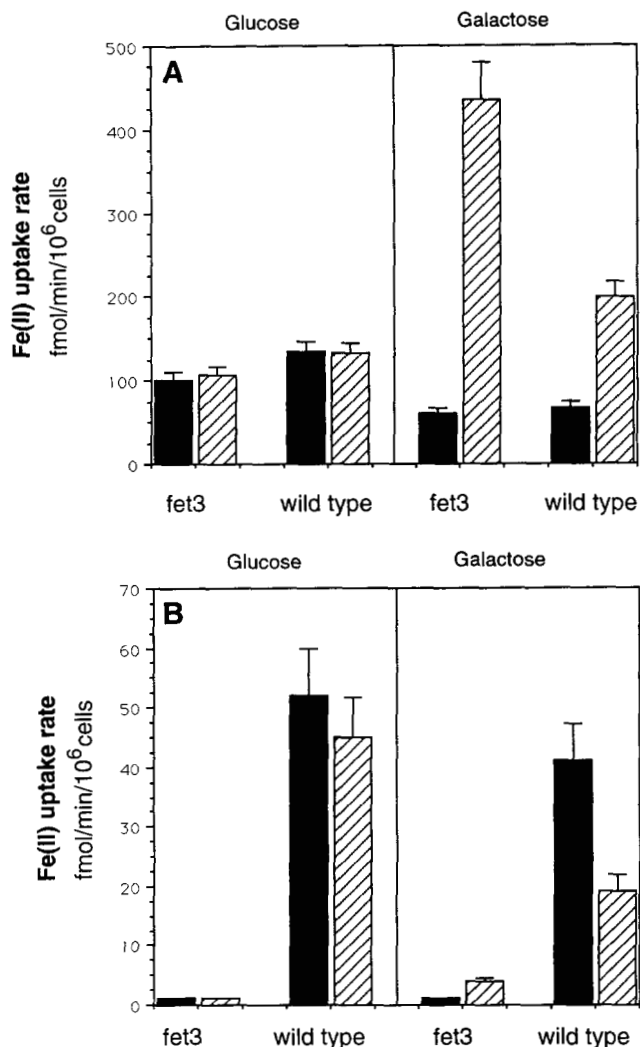 Glucose Galactose
A
500
400
300
200
100
0
Fe(II) uptake rate
fmol/min/10⁶cells
fet3 wild type fet3 wild type
Glucose Galactose
B
70
60
50
40
30
20
10
0
Fe(II) uptake rate
fmol/min/10⁶cells
fet3 wild type fet3 wild type